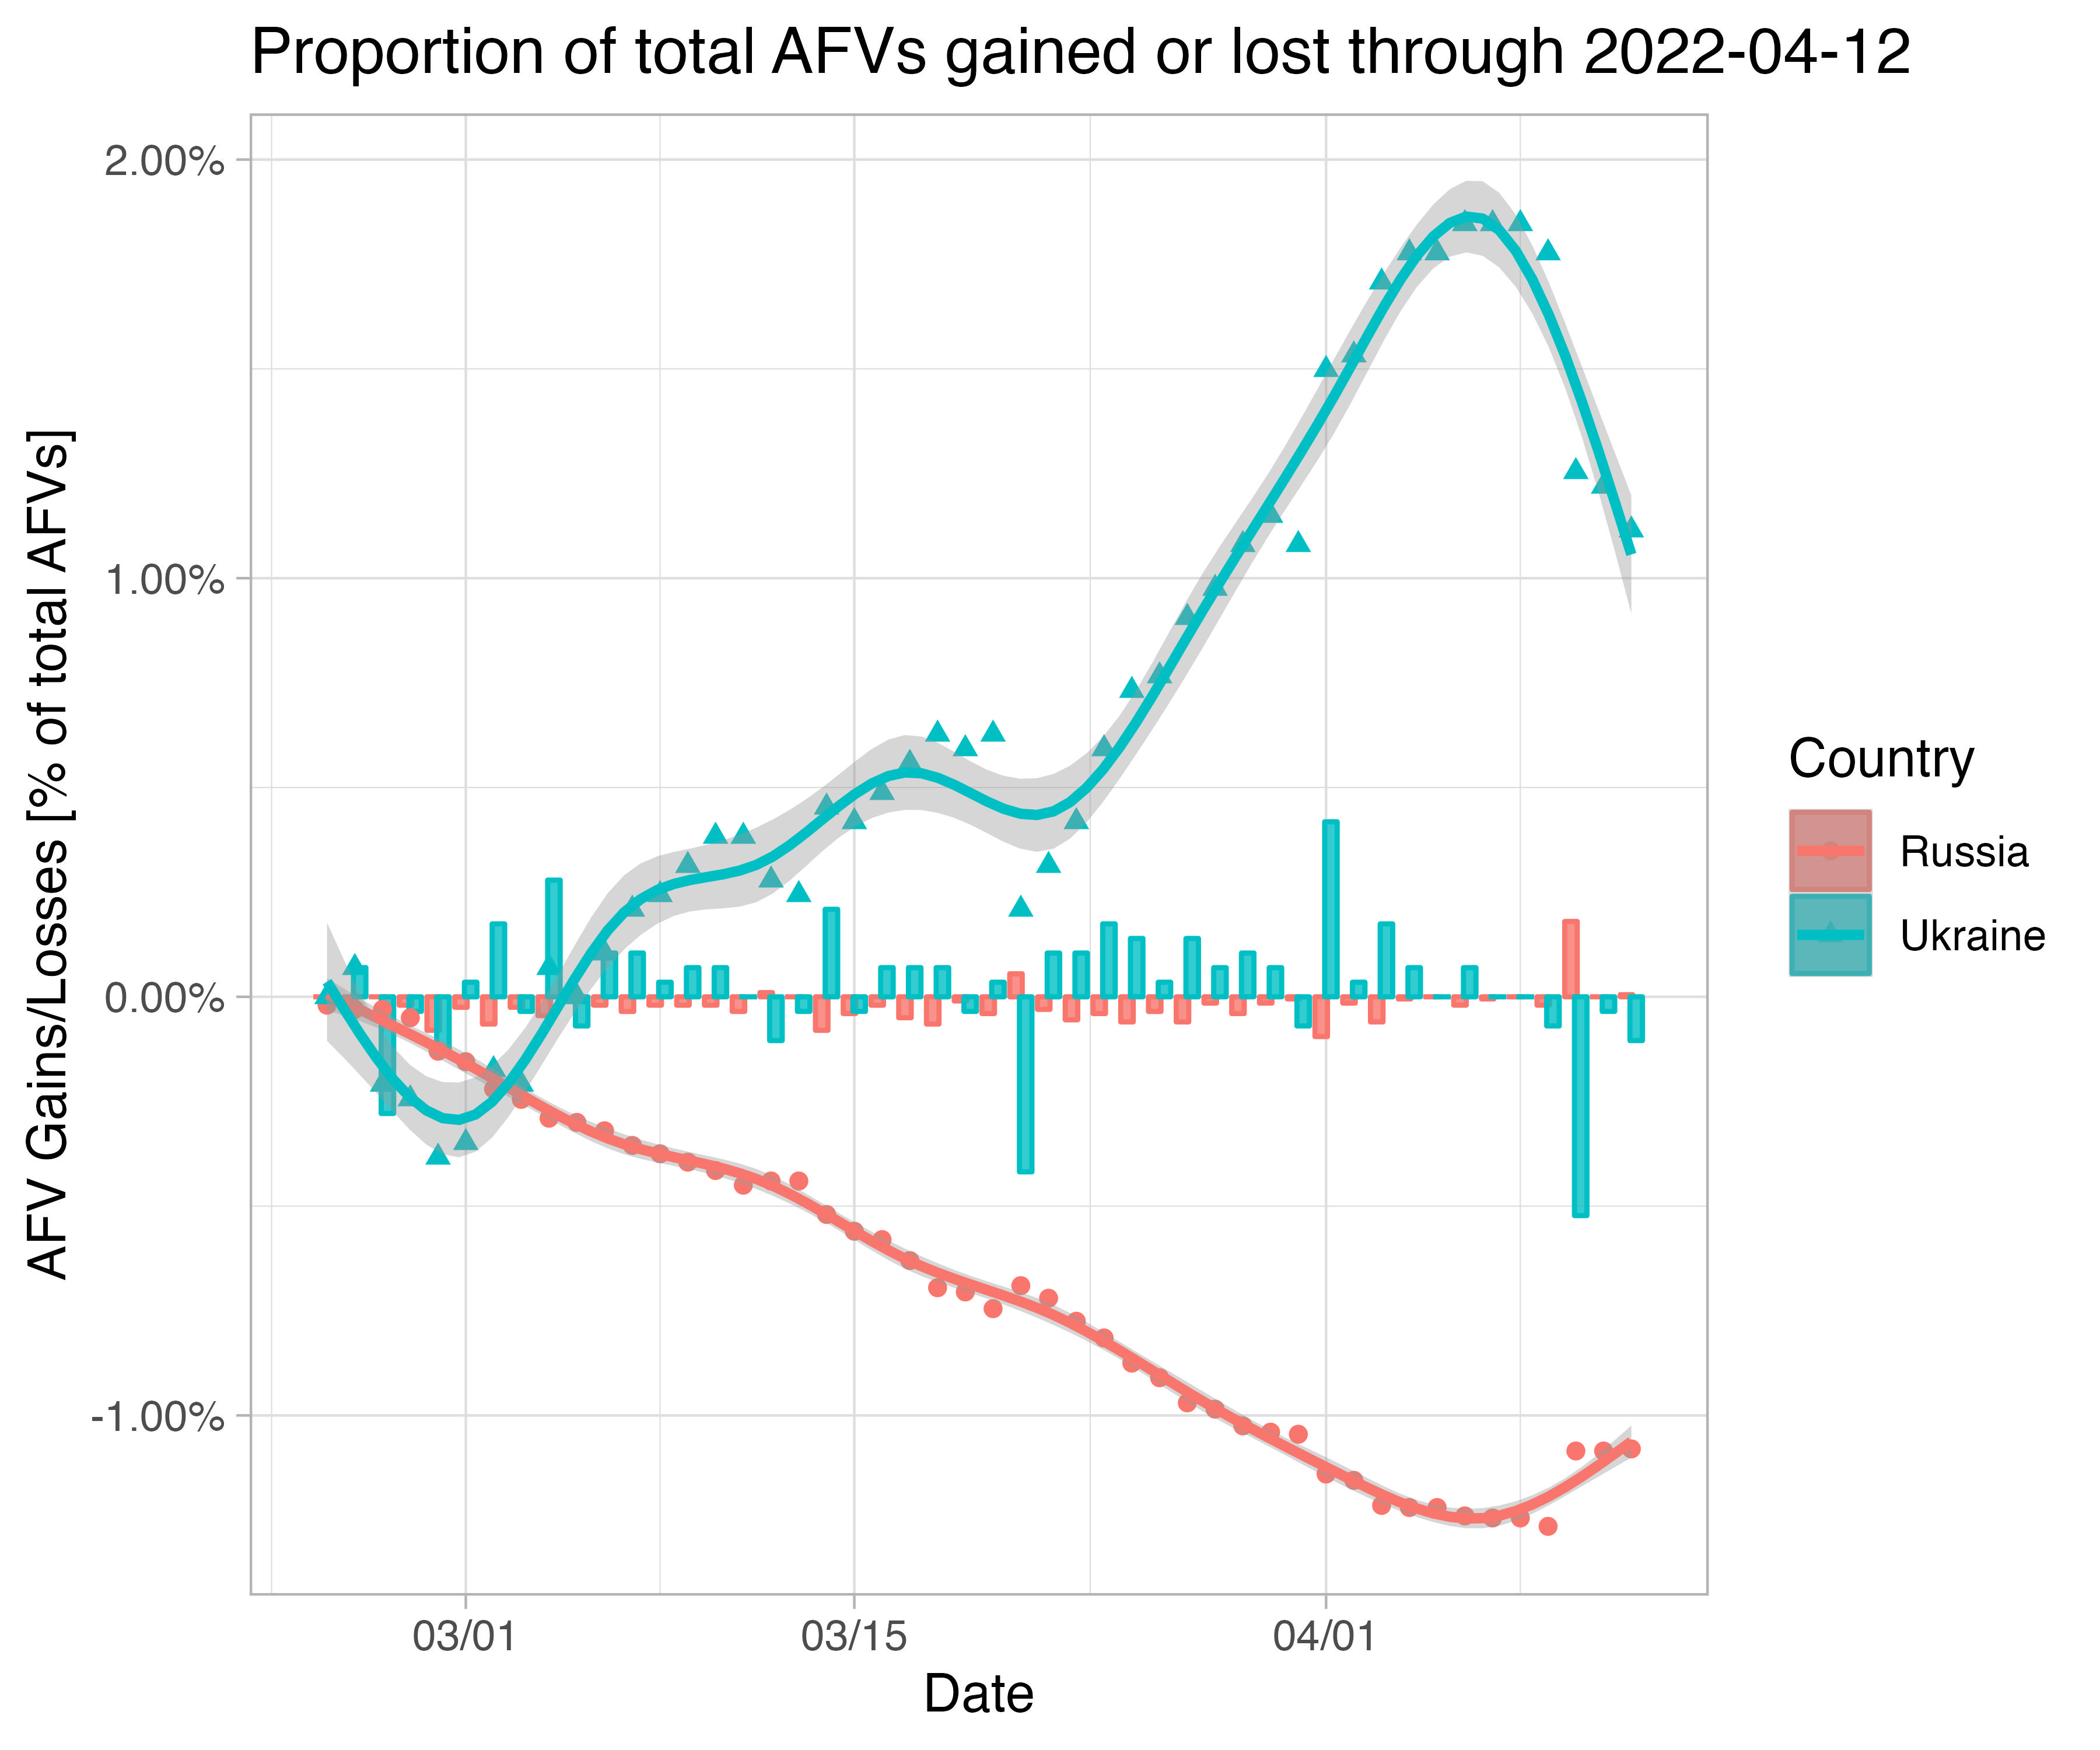 Proportion of total AFVs gained or lost through 2022-04-12
AFV Gains/Losses [% of total AFVs]
2.00%
1.00%
0.00%
-1.00%
03/01
03/15
04/01
Date
Country
Russia
Ukraine